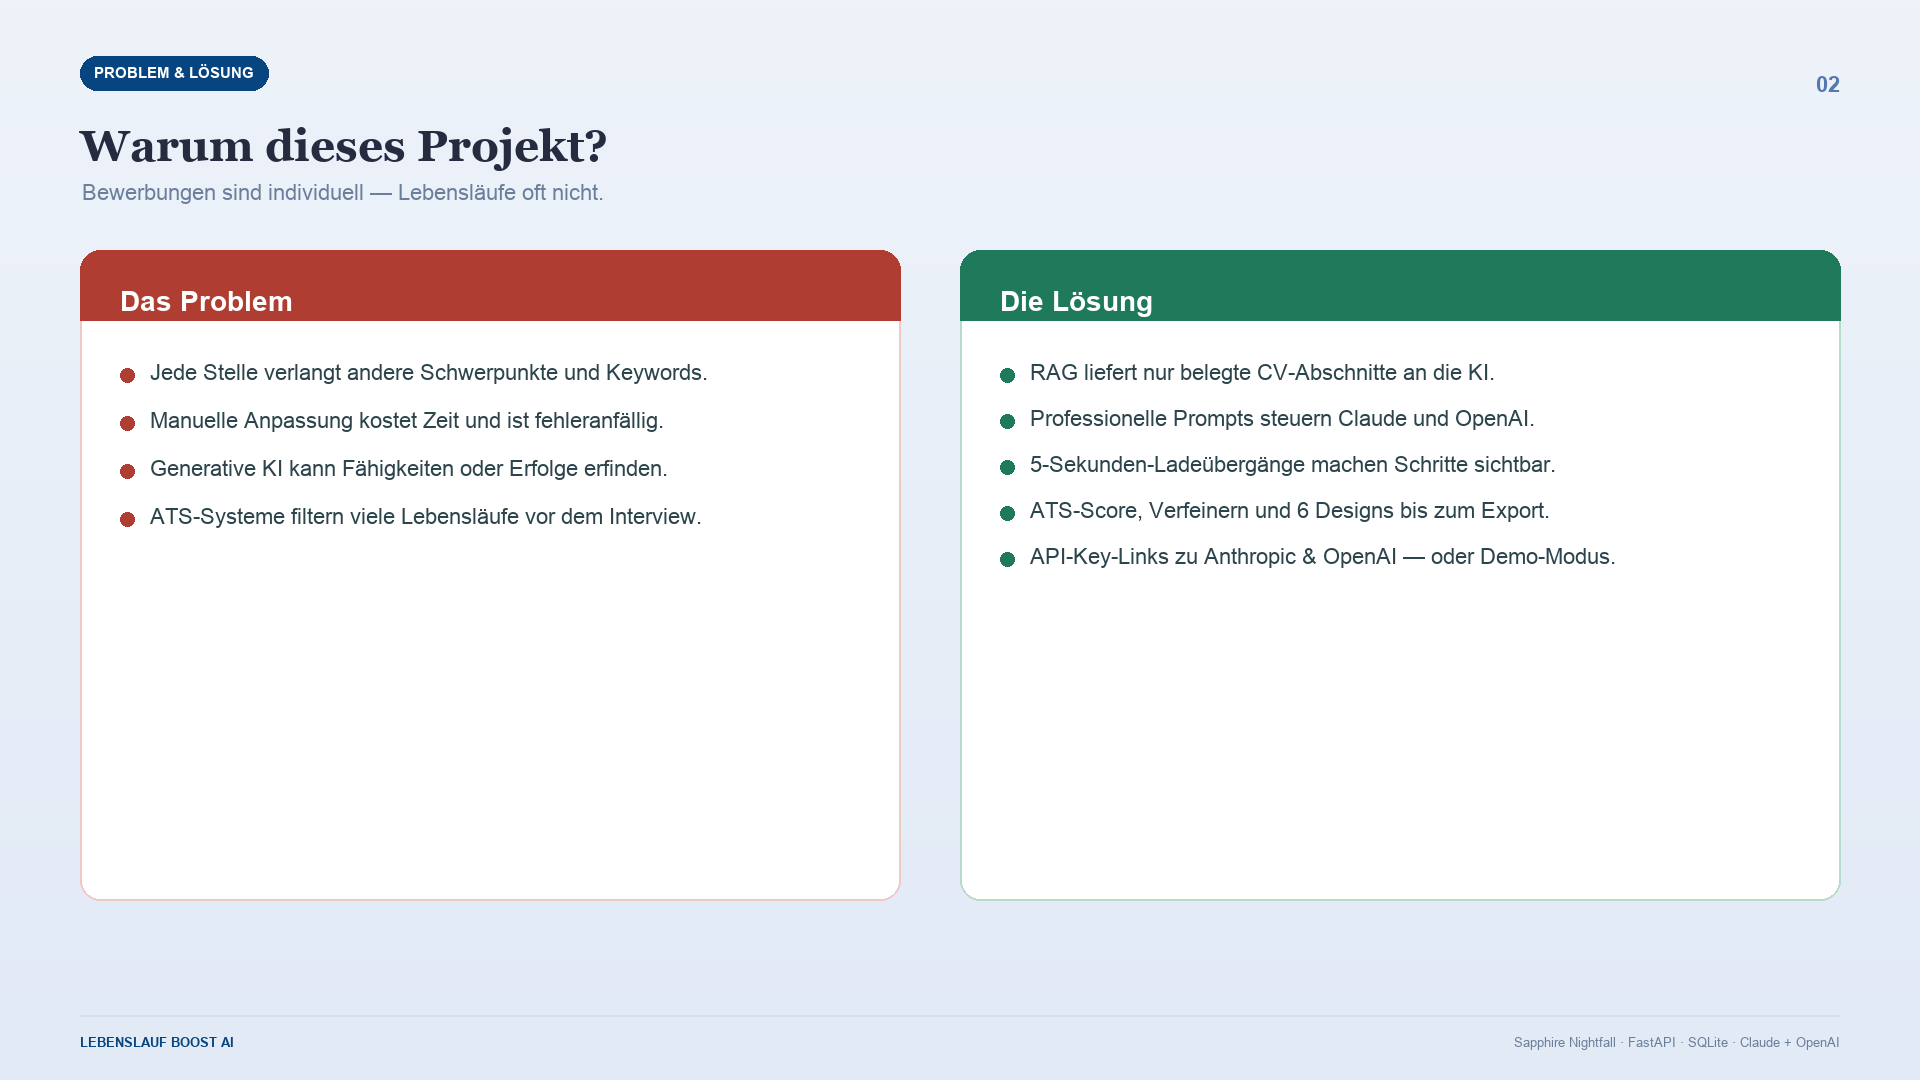 PROBLEM & LÖSUNG
02
Warum dieses Projekt?
Bewerbungen sind individuell — Lebensläufe oft nicht.
Das Problem
Jede Stelle verlangt andere Schwerpunkte und Keywords.
Manuelle Anpassung kostet Zeit und ist fehleranfällig.
Generative KI kann Fähigkeiten oder Erfolge erfinden.
ATS-Systeme filtern viele Lebensläufe vor dem Interview.
Die Lösung
RAG liefert nur belegte CV-Abschnitte an die KI.
Professionelle Prompts steuern Claude und OpenAI.
5-Sekunden-Ladeübergänge machen Schritte sichtbar.
ATS-Score, Verfeinern und 6 Designs bis zum Export.
API-Key-Links zu Anthropic & OpenAI — oder Demo-Modus.
LEBENSLAUF BOOST AI
Sapphire Nightfall · FastAPI · SQLite · Claude + OpenAI